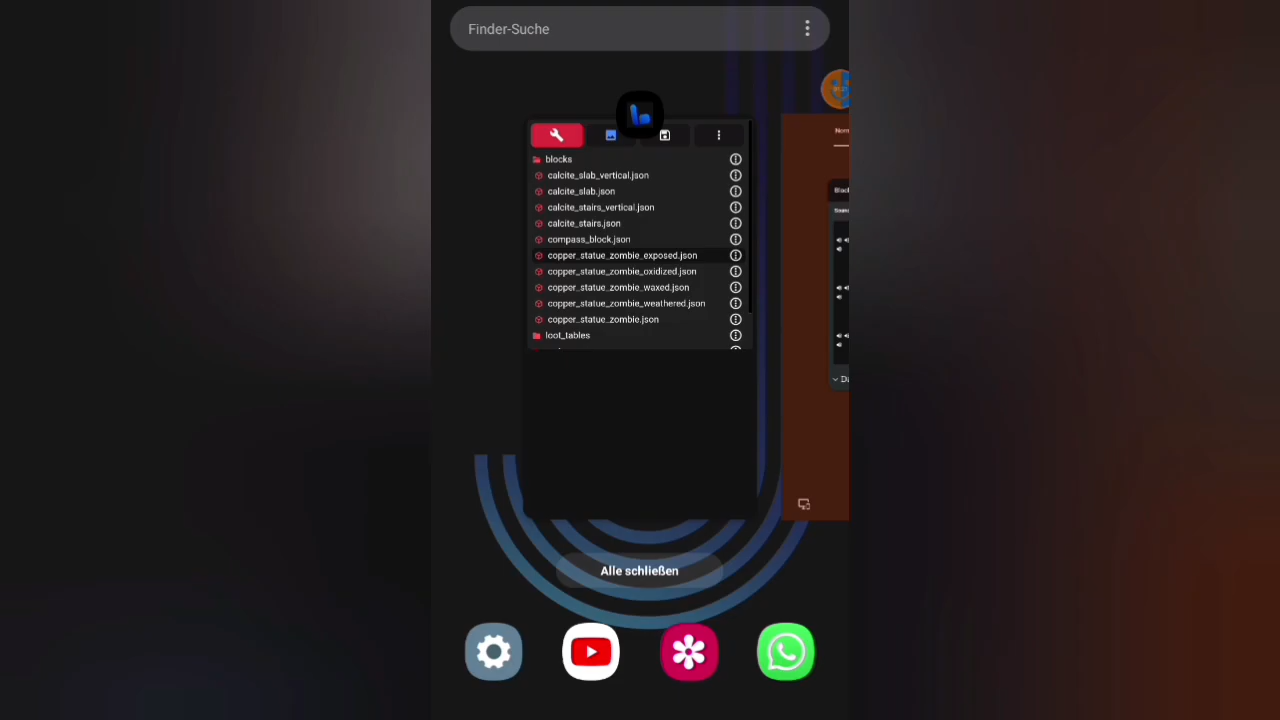 Finder-Suche
Norm
blocks
calcite_slab_vertical.json
calcite_slab.json
calcite_stairs_vertical.json
calcite_stairs.json
compass_block.json
copper_statue_zombie_exposed.json
copper_statue_zombie_oxidized.json
copper_statue_zombie_waxed.json
copper_statue_zombie_weathered.json
copper_statue_zombie.json
loot_tables
Alle schließen